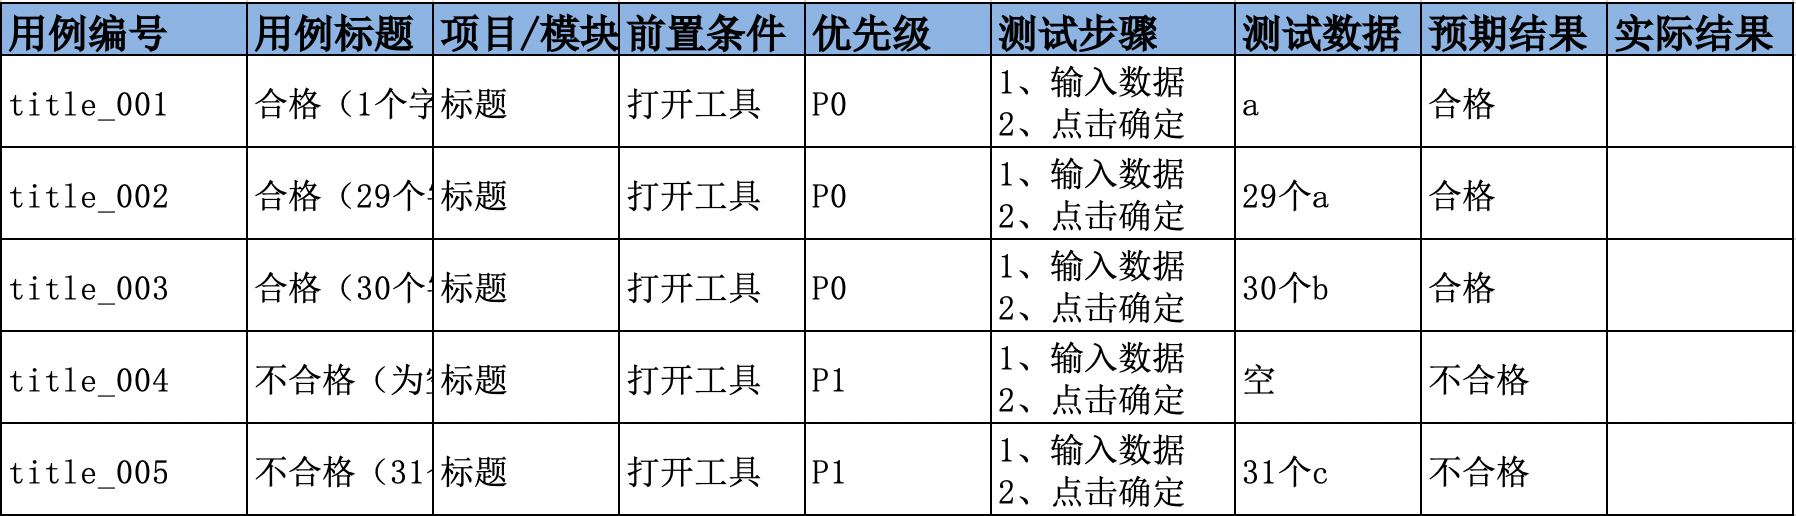 用例编号 用例标题 项目/模块 前置条件 优先级 测试步骤 测试数据 预期结果 实际结果
title_001 合格（1个字 标题 打开工具 P0 1、输入数据 a 合格
2、点击确定
title_002 合格（29个 标题 打开工具 P0 1、输入数据 29个a 合格
2、点击确定
title_003 合格（30个 标题 打开工具 P0 1、输入数据 30个b 合格
2、点击确定
title_004 不合格（为 标题 打开工具 P1 1、输入数据 空 不合格
2、点击确定
title_005 不合格（31 标题 打开工具 P1 1、输入数据 31个c 不合格
2、点击确定